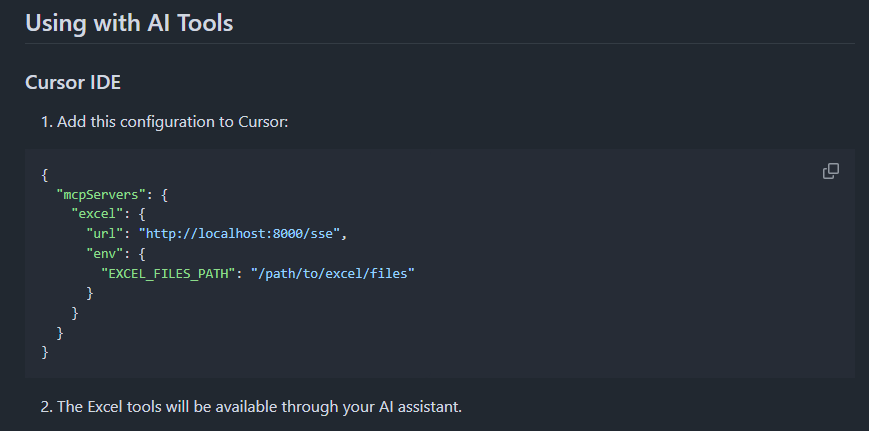 Using with AI Tools
Cursor IDE
1. Add this configuration to Cursor:
{
  "mcpServers": {
    "excel": {
      "url": "http://localhost:8000/sse",
      "env": {
        "EXCEL_FILES_PATH": "/path/to/excel/files"
      }
    }
  }
}
2. The Excel tools will be available through your AI assistant.